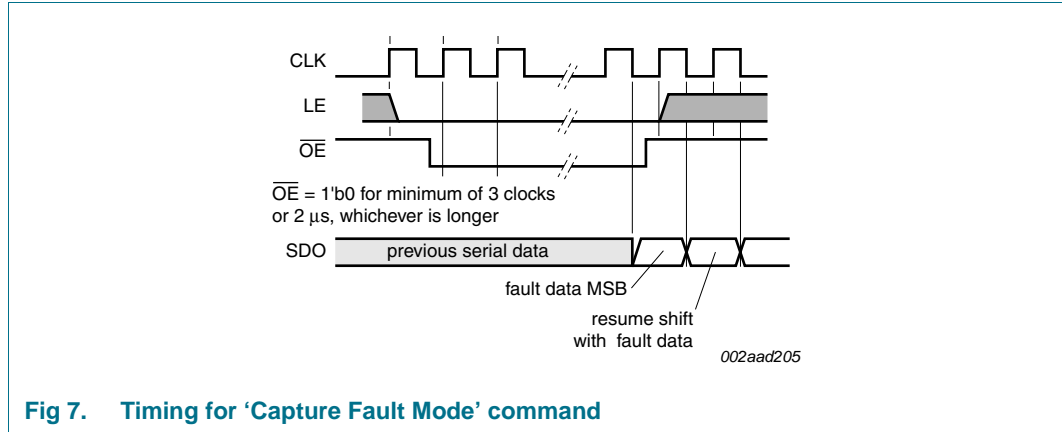 CLK
LE
OE
OE = 1'b0 for minimum of 3 clocks
or 2 μs, whichever is longer
SDO
previous serial data
fault data MSB
resume shift
with fault data
002aad205
Fig 7. Timing for ‘Capture Fault Mode’ command